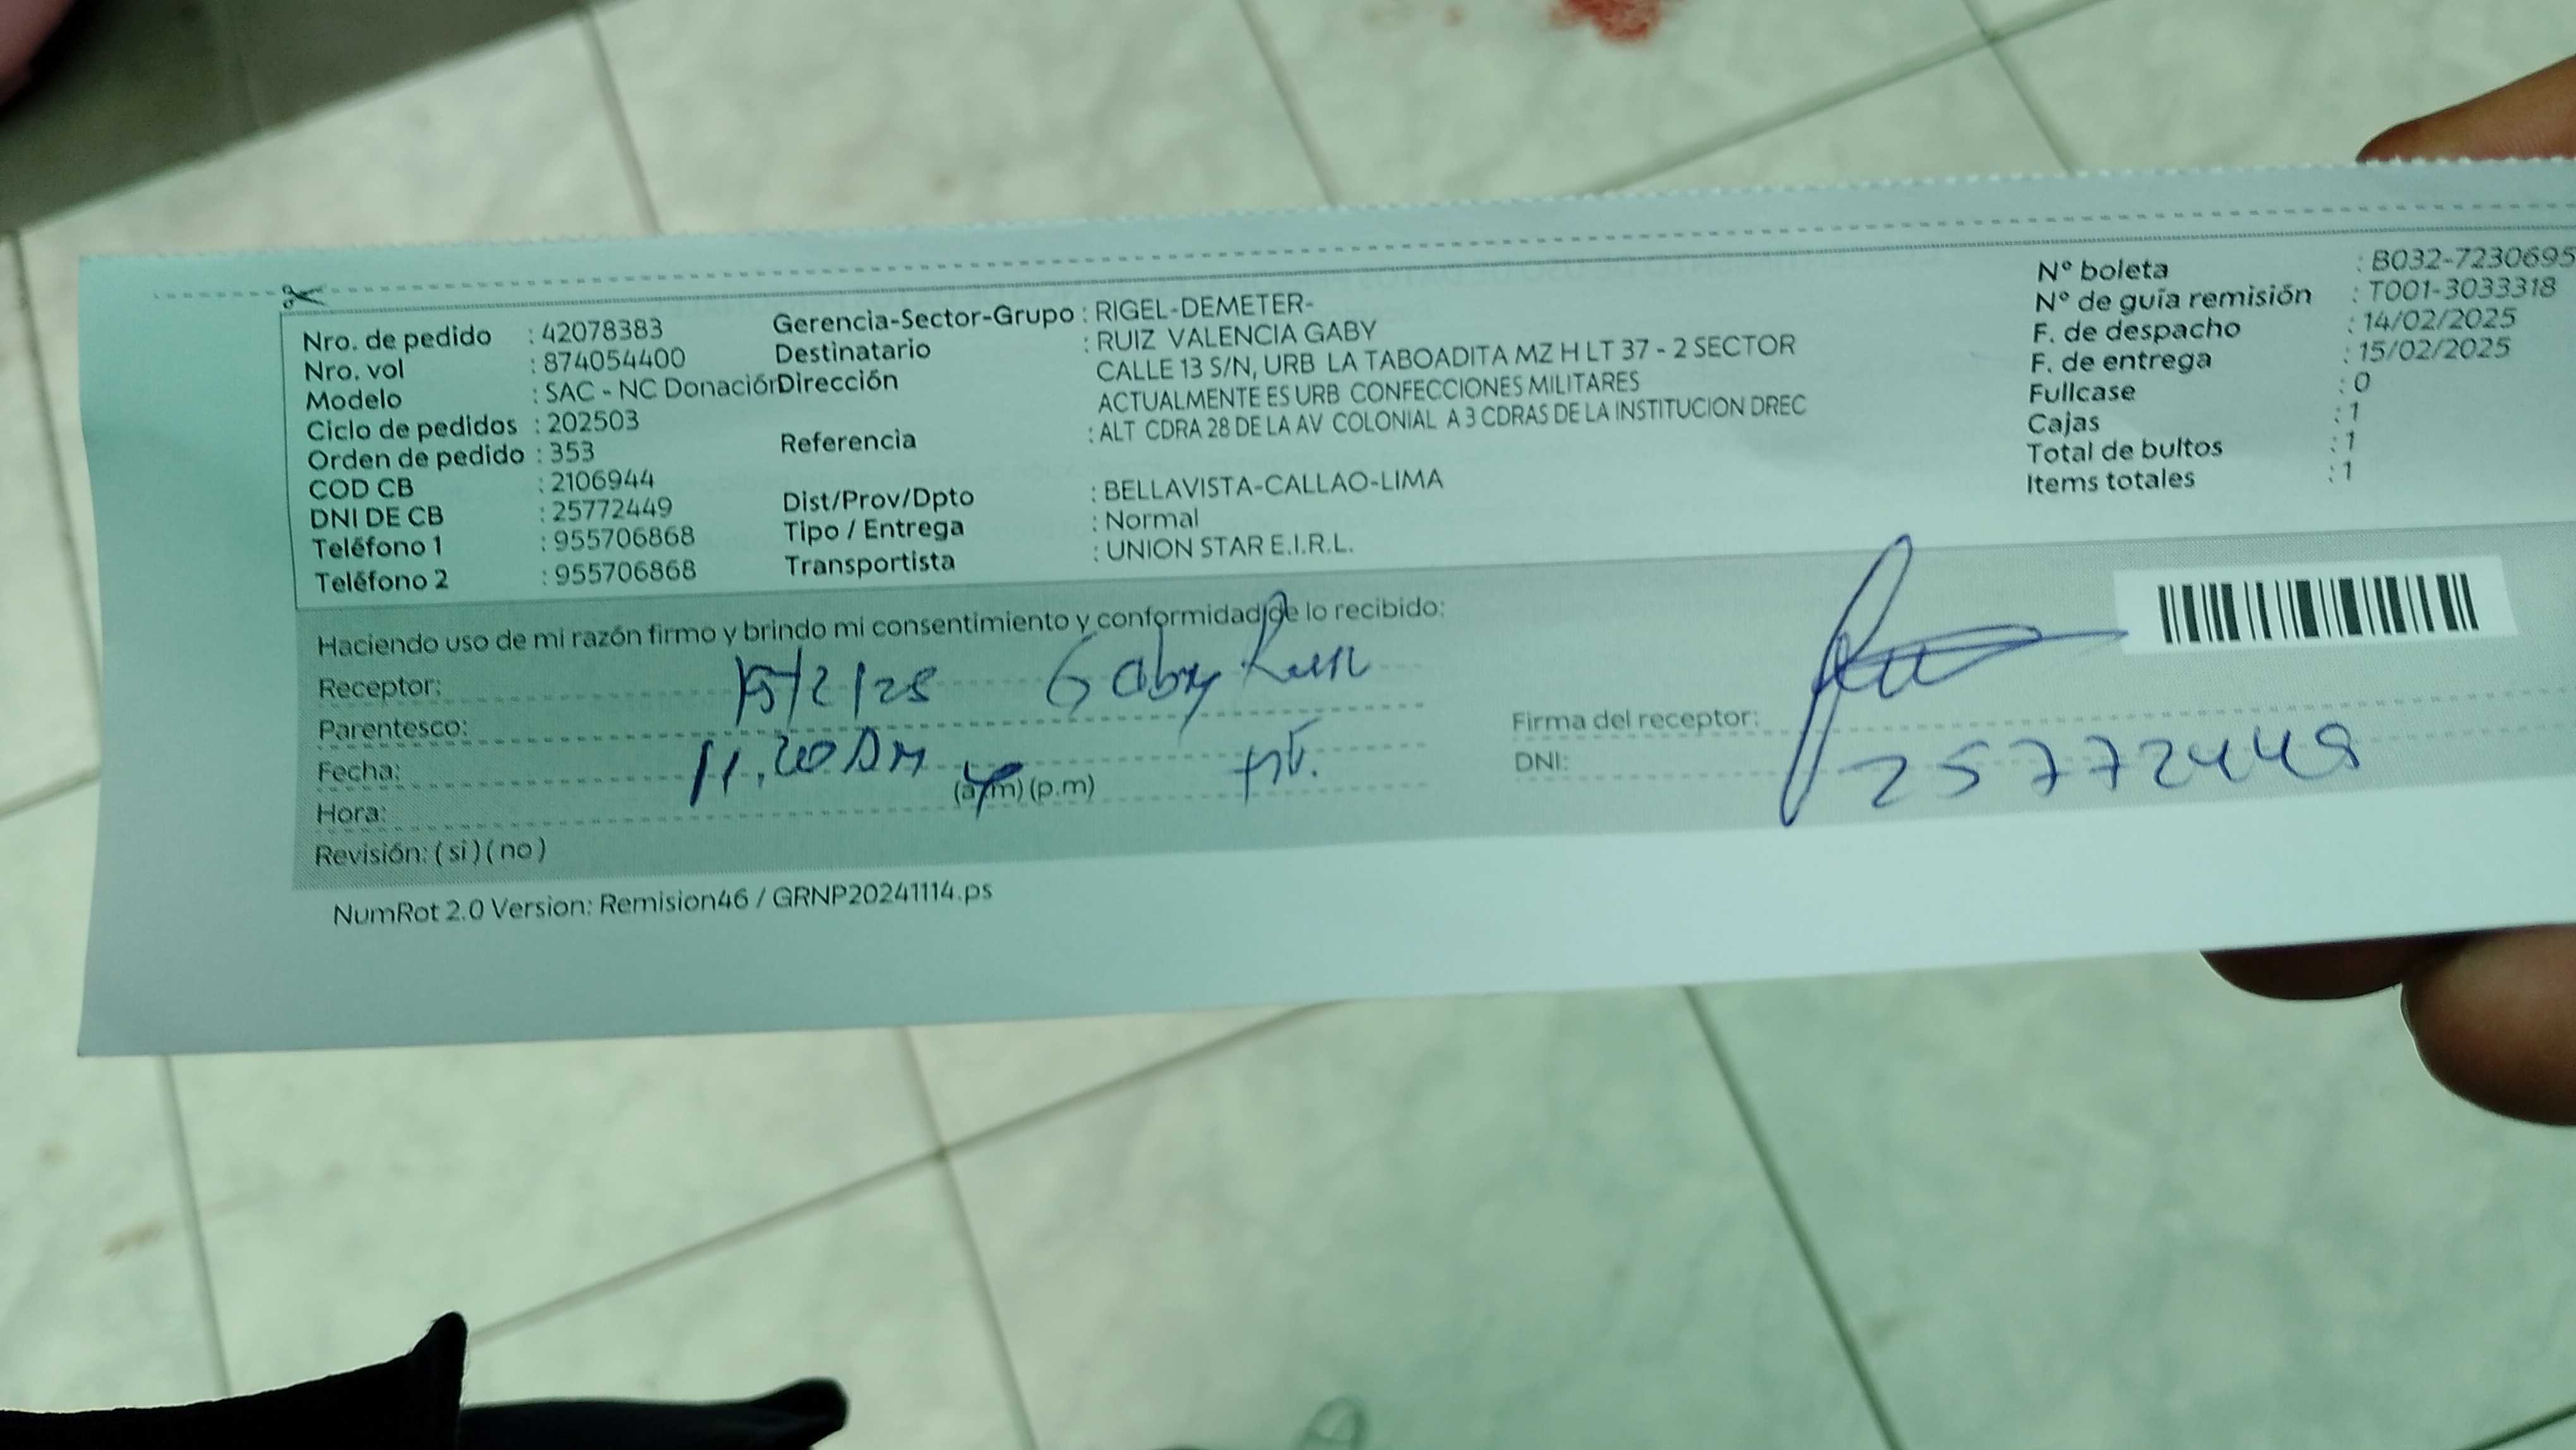 Nro. de pedido : 42078383
Nro. vol : 874054400
Modelo : SAC - NC Donación
Ciclo de pedidos : 202503
Orden de pedido : 353
COD CB : 2106944
DNI DE CB : 25772449
Teléfono 1 : 955706868
Teléfono 2 : 955706868
Gerencia-Sector-Grupo : RIGEL-DEMETER-
Destinatario : RUIZ VALENCIA GABY
Dirección CALLE 13 S/N, URB LA TABOADITA MZ H LT 37 - 2 SECTOR
ACTUALMENTE ES URB CONFECCIONES MILITARES
Referencia : ALT CDRA 28 DE LA AV COLONIAL A 3 CDRAS DE LA INSTITUCION DREC
Dist/Prov/Dpto : BELLAVISTA-CALLAO-LIMA
Tipo / Entrega : Normal
Transportista : UNION STAR E.I.R.L.
N° boleta : B032-7230695
N° de guía remisión : T001-3033318
F. de despacho : 14/02/2025
F. de entrega : 15/02/2025
Fullcase : 0
Cajas : 1
Total de bultos : 1
Items totales : 1
Haciendo uso de mi razón firmo y brindo mi consentimiento y conformidad de lo recibido:
Receptor: 15/2/25 Gaby Ruiz
Parentesco:
Fecha: 11,20 AM
Hora: (a.m) (p.m)
Revisión: ( si ) ( no )
Firma del receptor:
DNI: 25772449
NumRot 2.0 Version: Remision46 / GRNP20241114.ps